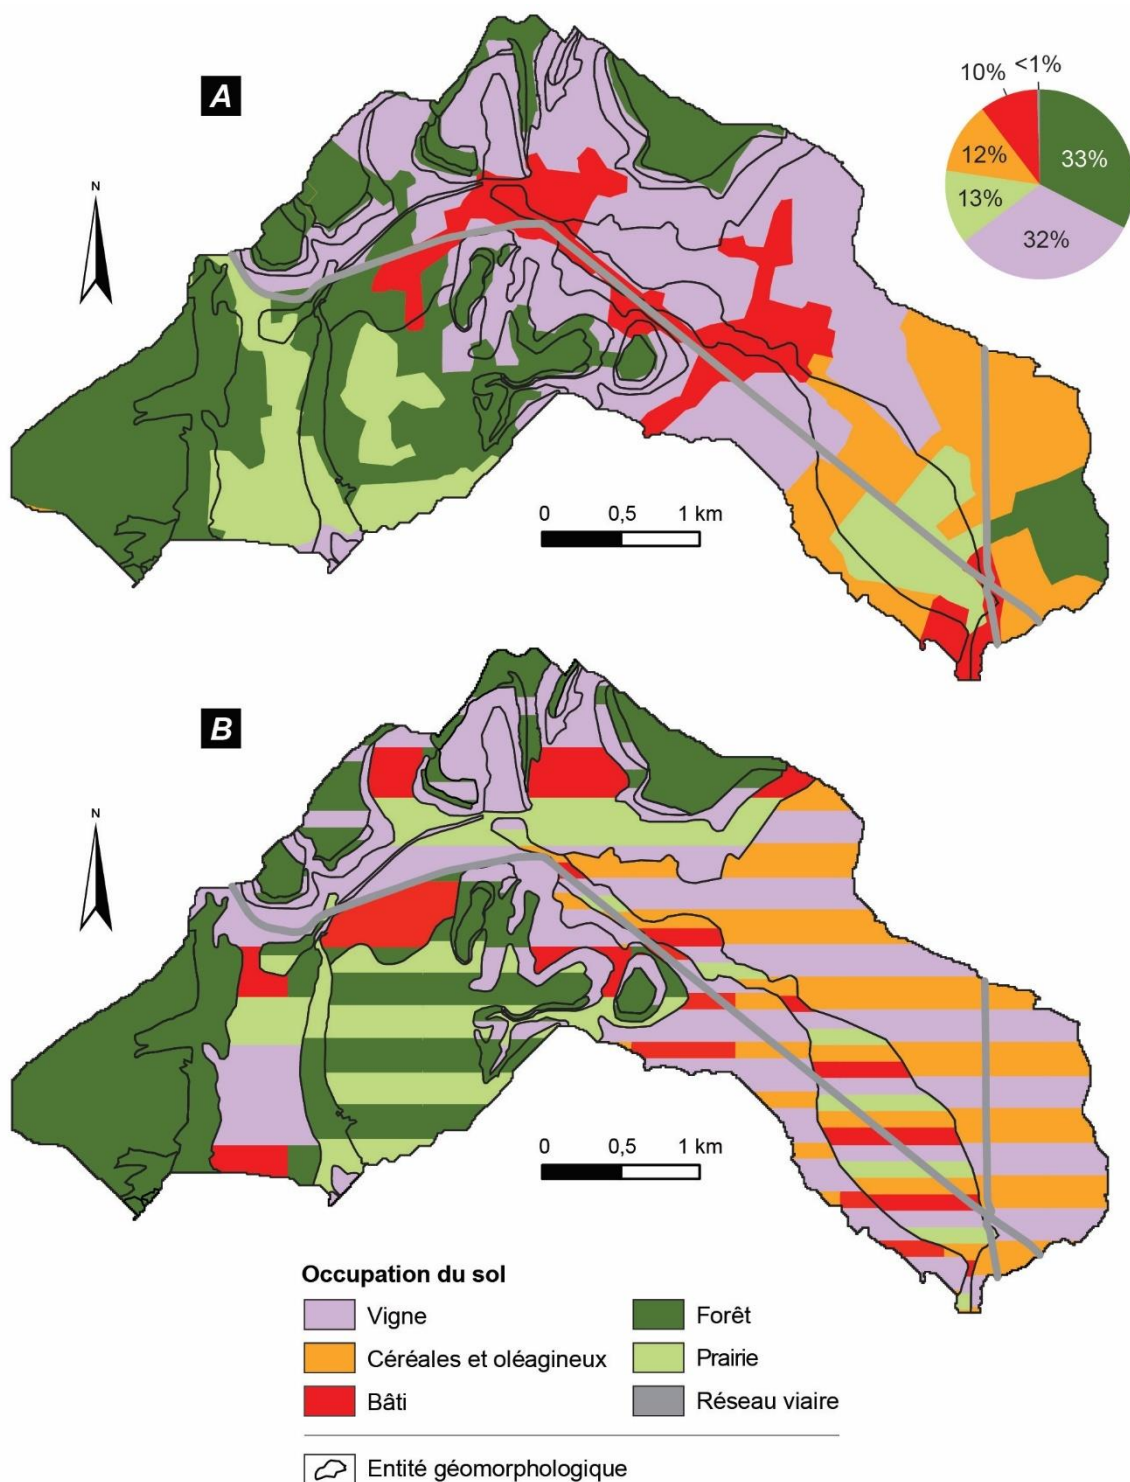 A
<1%
10%
12%
33%
13%
32%
N
0 0,5 1 km
B
N
0 0,5 1 km
Occupation du sol
Vigne
Forêt
Céréales et oléagineux
Prairie
Bâti
Réseau viaire
Entité géomorphologique